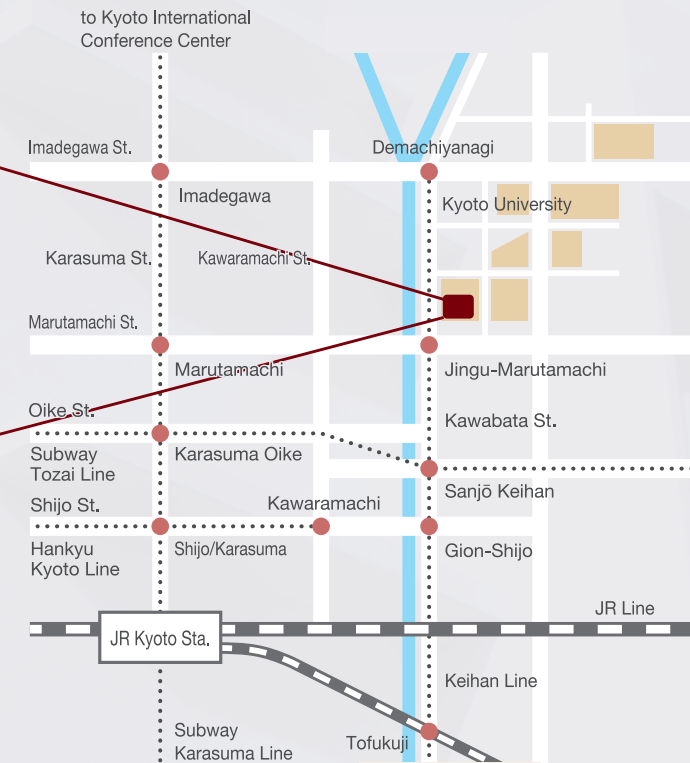 to Kyoto International
Conference Center
Imadegawa St.
Demachiyanagi
Imadegawa
Kyoto University
Karasuma St.
Kawaramachi St.
Marutamachi St.
Marutamachi
Jingu-Marutamachi
Oike St.
Kawabata St.
Subway
Tozai Line
Karasuma Oike
Sanjō Keihan
Shijo St.
Kawaramachi
Hankyu
Kyoto Line
Shijo/Karasuma
Gion-Shijo
JR Line
JR Kyoto Sta.
Keihan Line
Subway
Karasuma Line
Tofukuji